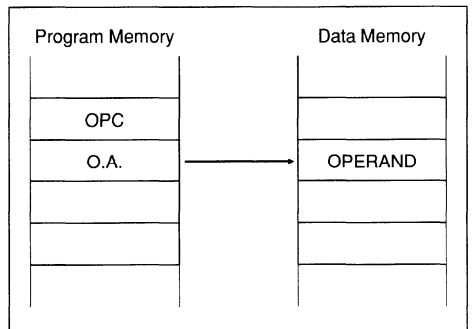 Program Memory
Data Memory
OPC
O.A.
OPERAND